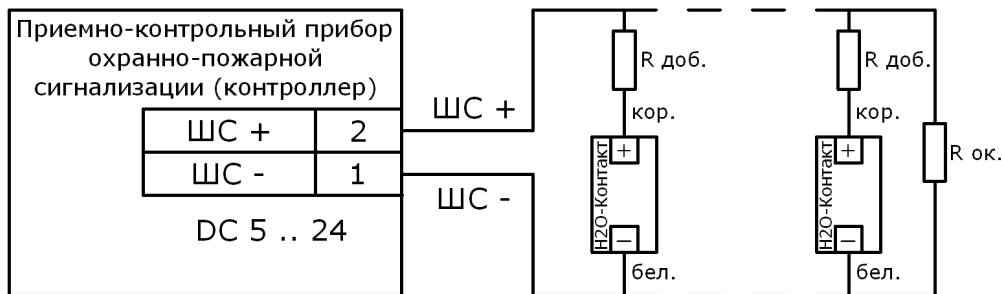 Приемно-контрольный прибор
охранно-пожарной
сигнализации (контроллер)
ШС + 2
ШС - 1
DC 5 .. 24
ШС +
ШС -
R доб.
кор.
+
H2O-Контакт
−
бел.
R доб.
кор.
+
H2O-Контакт
−
бел.
R ок.